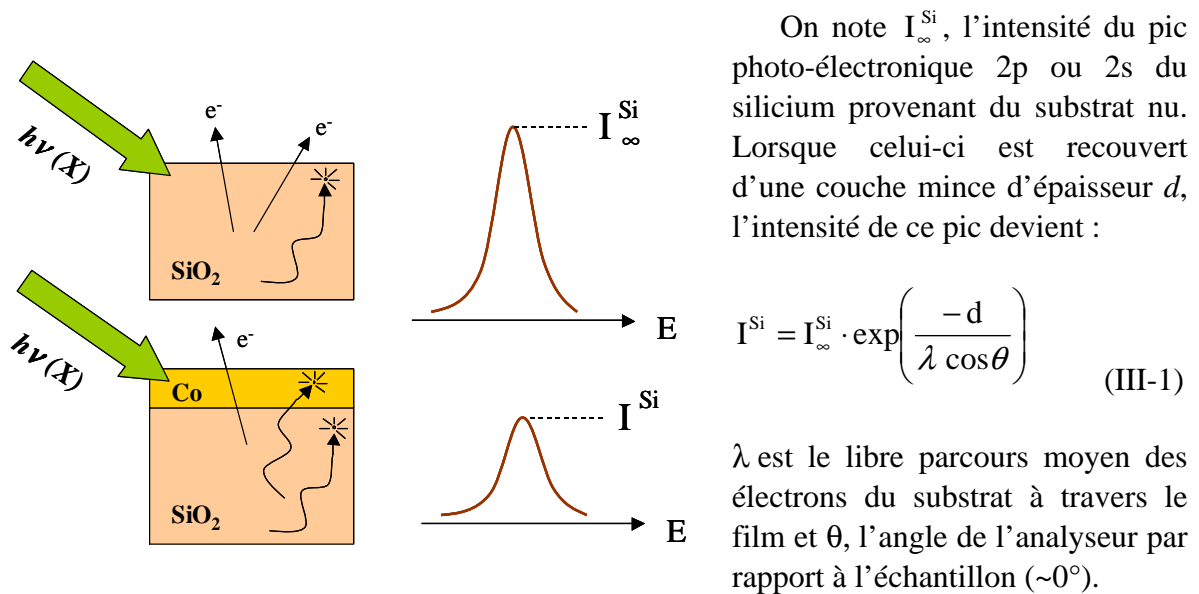 hν (X)
e-
e-
SiO2
I∞Si
E
hν (X)
e-
Co
SiO2
I Si
E
On note I∞Si, l’intensité du pic
photo-électronique 2p ou 2s du
silicium provenant du substrat nu.
Lorsque celui-ci est recouvert
d’une couche mince d’épaisseur d,
l’intensité de ce pic devient :
ISi = I∞Si · exp( −d / λ cosθ ) (III-1)
λ est le libre parcours moyen des
électrons du substrat à travers le
film et θ, l’angle de l’analyseur par
rapport à l’échantillon (~0°).